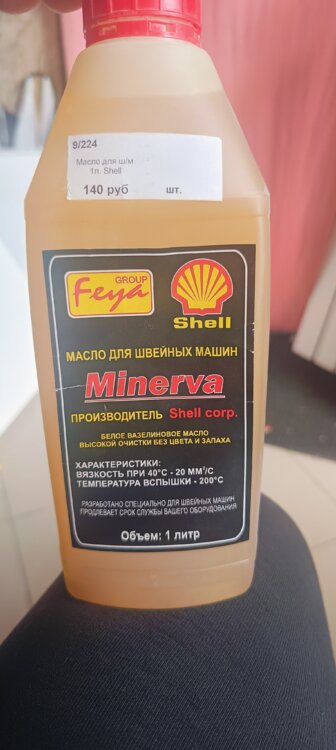 9/224
Масло для ш/м
1л. Shell
140 руб шт.
GROUP
Feya
Shell
МАСЛО ДЛЯ ШВЕЙНЫХ МАШИН
Minerva
ПРОИЗВОДИТЕЛЬ Shell corp.
БЕЛОЕ ВАЗЕЛИНОВОЕ МАСЛО
ВЫСОКОЙ ОЧИСТКИ БЕЗ ЦВЕТА И ЗАПАХА
ХАРАКТЕРИСТИКИ:
ВЯЗКОСТЬ ПРИ 40°С - 20 ММ²/С
ТЕМПЕРАТУРА ВСПЫШКИ - 200°С
РАЗРАБОТАНО СПЕЦИАЛЬНО ДЛЯ ШВЕЙНЫХ МАШИН
ПРОДЛЕВАЕТ СРОК СЛУЖБЫ ВАШЕГО ОБОРУДОВАНИЯ
Объем: 1 литр